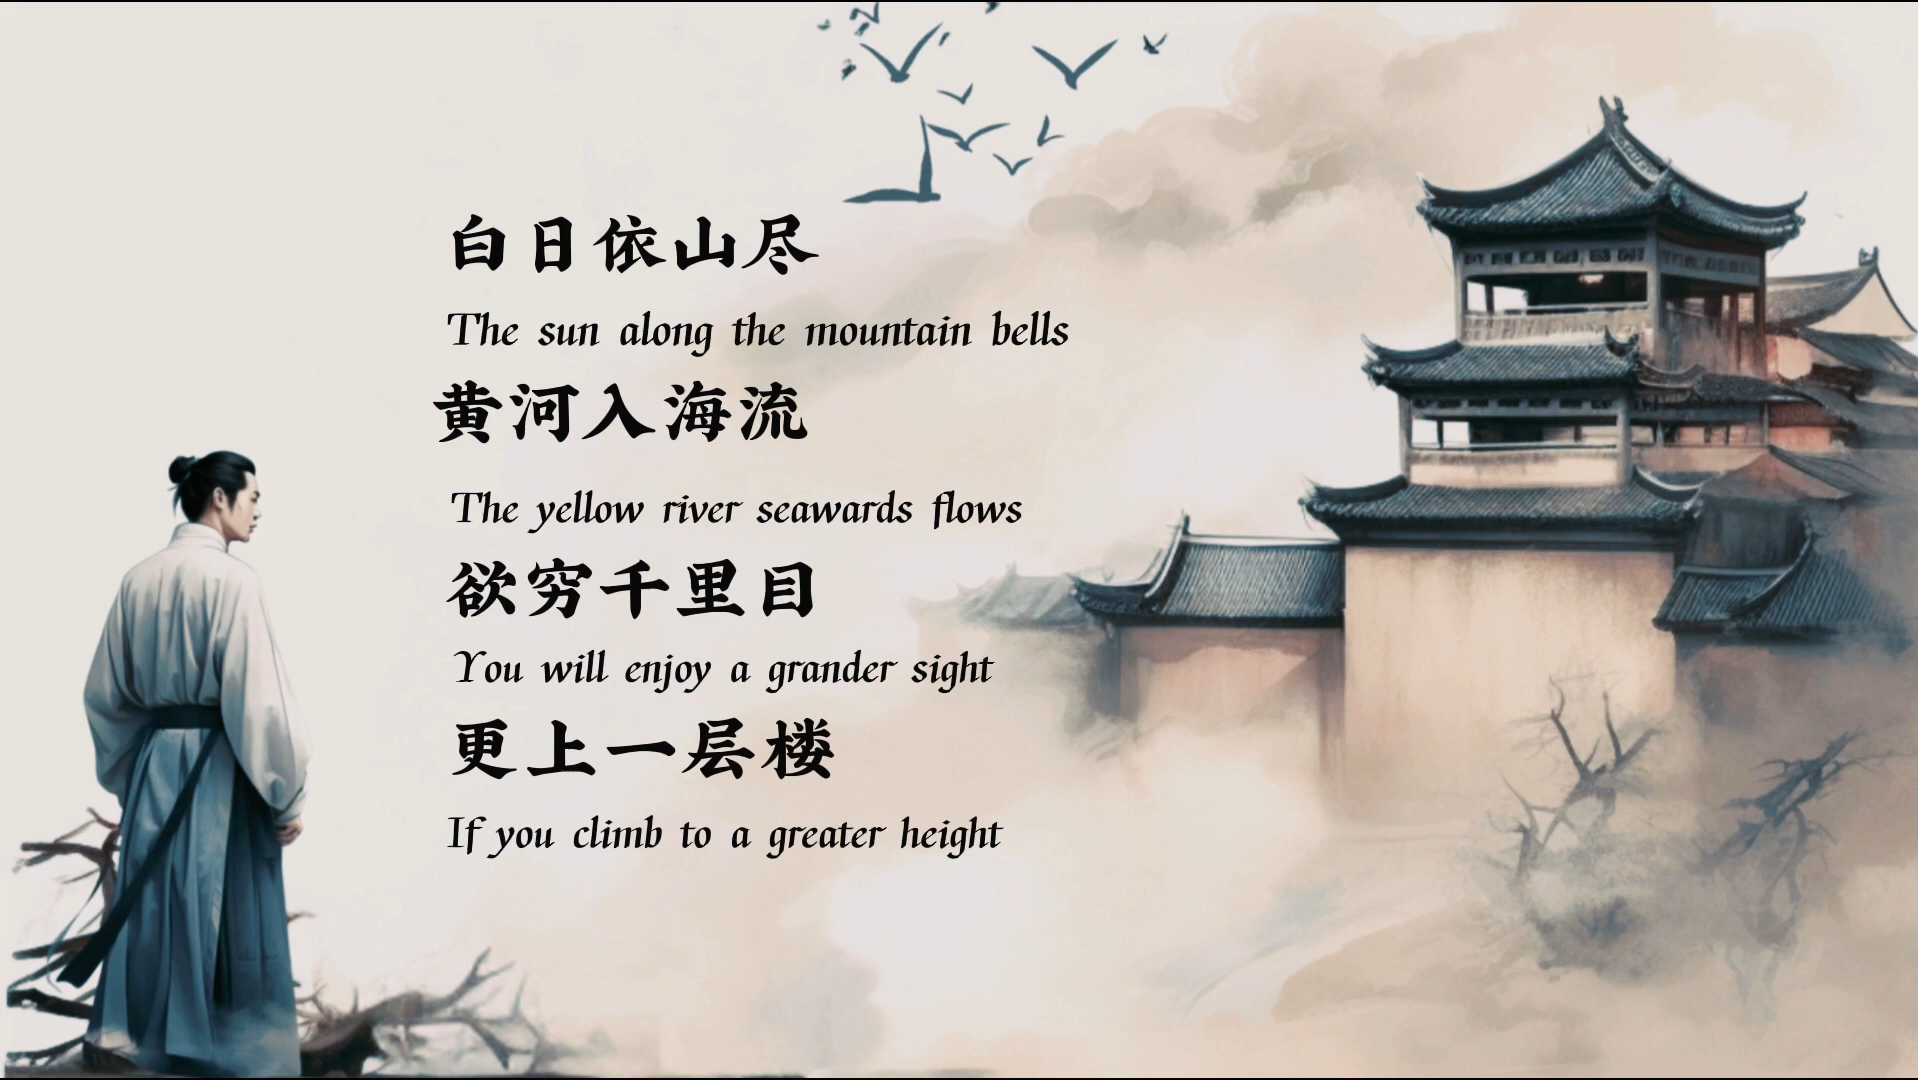 白日依山尽
The sun along the mountain bells
黄河入海流
The yellow river seawards flows
欲穷千里目
You will enjoy a grander sight
更上一层楼
If you climb to a greater height